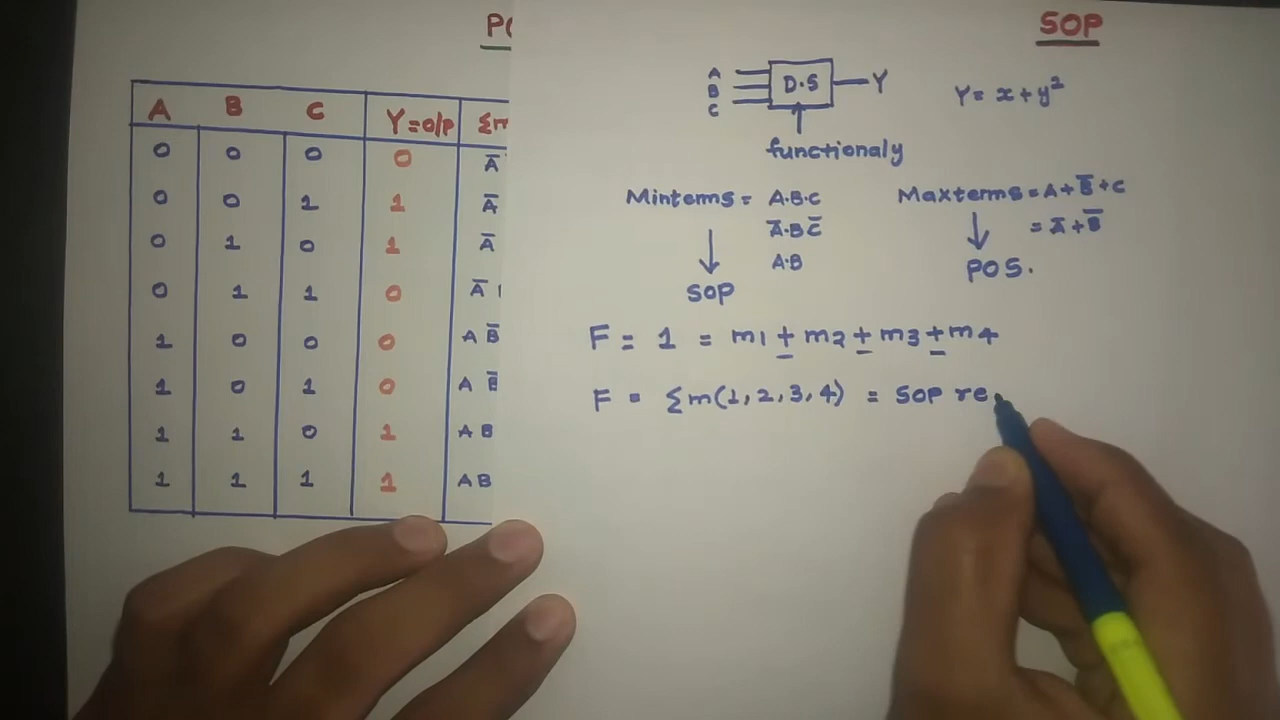 PO
A B C Y=o/p Σm
0 0 0 0 A̅
0 0 1 1 A̅
0 1 0 1 A̅
0 1 1 0 A̅
1 0 0 0 A B̅
1 0 1 0 A B̅
1 1 0 1 A B
1 1 1 1 A B
SOP
A
B
C
D.S
Y
Y = x + y²
functionaly
Minterms = A.B.C
A̅.B C̅
A.B
SOP
Maxterms = A + B̅ + C
= A̅ + B̅
POS.
F = 1 = m1 + m2 + m3 + m4
F = Σm(1, 2, 3, 4) = SOP re